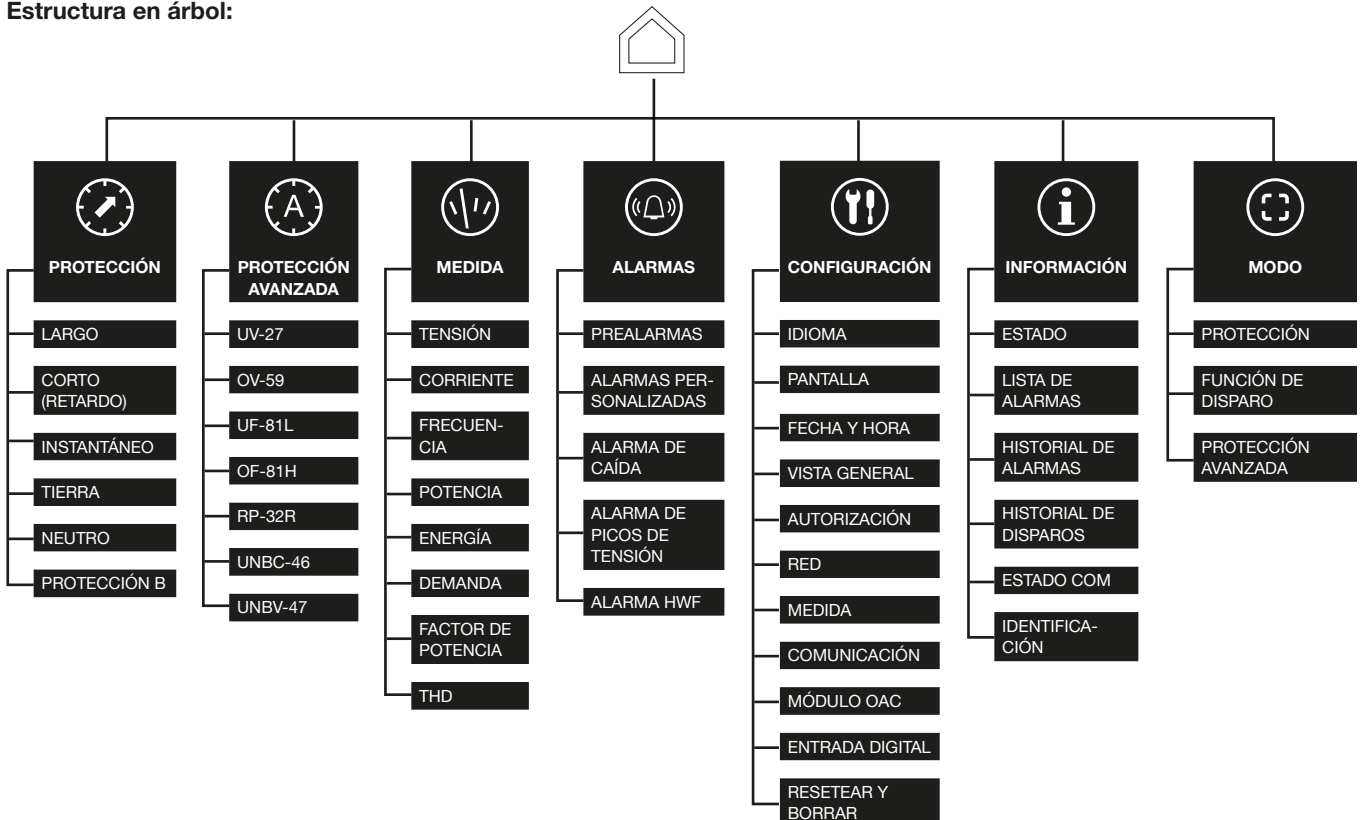 Estructura en árbol:
A
PROTECCIÓN
LARGO
CORTO
(RETARDO)
INSTANTÁNEO
TIERRA
NEUTRO
PROTECCIÓN B
PROTECCIÓN
AVANZADA
UV-27
OV-59
UF-81L
OF-81H
RP-32R
UNBC-46
UNBV-47
MEDIDA
TENSIÓN
CORRIENTE
FRECUEN-
CIA
POTENCIA
ENERGÍA
DEMANDA
FACTOR DE
POTENCIA
THD
ALARMAS
PREALARMAS
ALARMAS PER-
SONALIZADAS
ALARMA DE
CAÍDA
ALARMA DE
PICOS DE
TENSIÓN
ALARMA HWF
CONFIGURACIÓN
IDIOMA
PANTALLA
FECHA Y HORA
VISTA GENERAL
AUTORIZACIÓN
RED
MEDIDA
COMUNICACIÓN
MÓDULO OAC
ENTRADA DIGITAL
RESETEAR Y
BORRAR
i
INFORMACIÓN
ESTADO
LISTA DE
ALARMAS
HISTORIAL DE
ALARMAS
HISTORIAL DE
DISPAROS
ESTADO COM
IDENTIFICA-
CIÓN
MODO
PROTECCIÓN
FUNCIÓN DE
DISPARO
PROTECCIÓN
AVANZADA